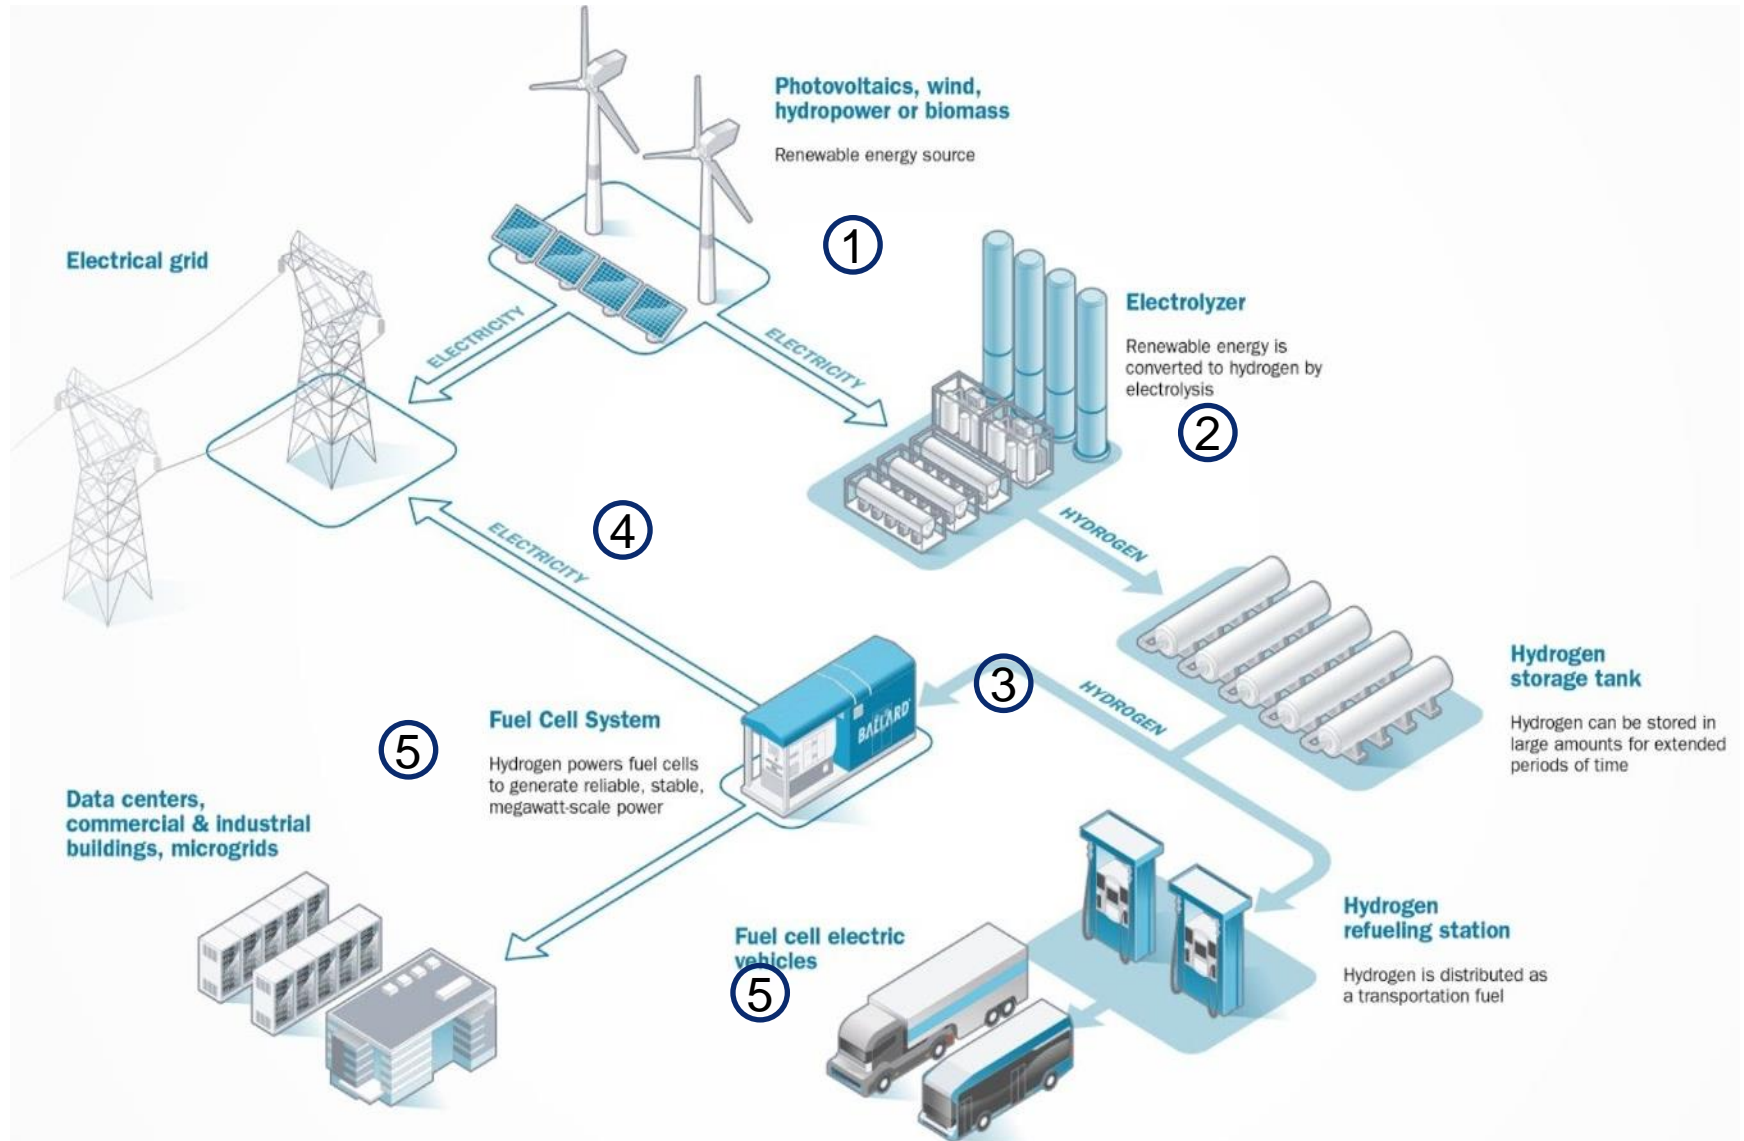 Photovoltaics, wind,
hydropower or biomass
Renewable energy source
1
Electrical grid
ELECTRICITY
ELECTRICITY
Electrolyzer
Renewable energy is
converted to hydrogen by
electrolysis
2
HYDROGEN
4
ELECTRICITY
Hydrogen
storage tank
Hydrogen can be stored in
large amounts for extended
periods of time
3
HYDROGEN
BALLARD
Fuel Cell System
Hydrogen powers fuel cells
to generate reliable, stable,
megawatt-scale power
5
Data centers,
commercial & industrial
buildings, microgrids
Fuel cell electric
vehicles
5
Hydrogen
refueling station
Hydrogen is distributed as
a transportation fuel